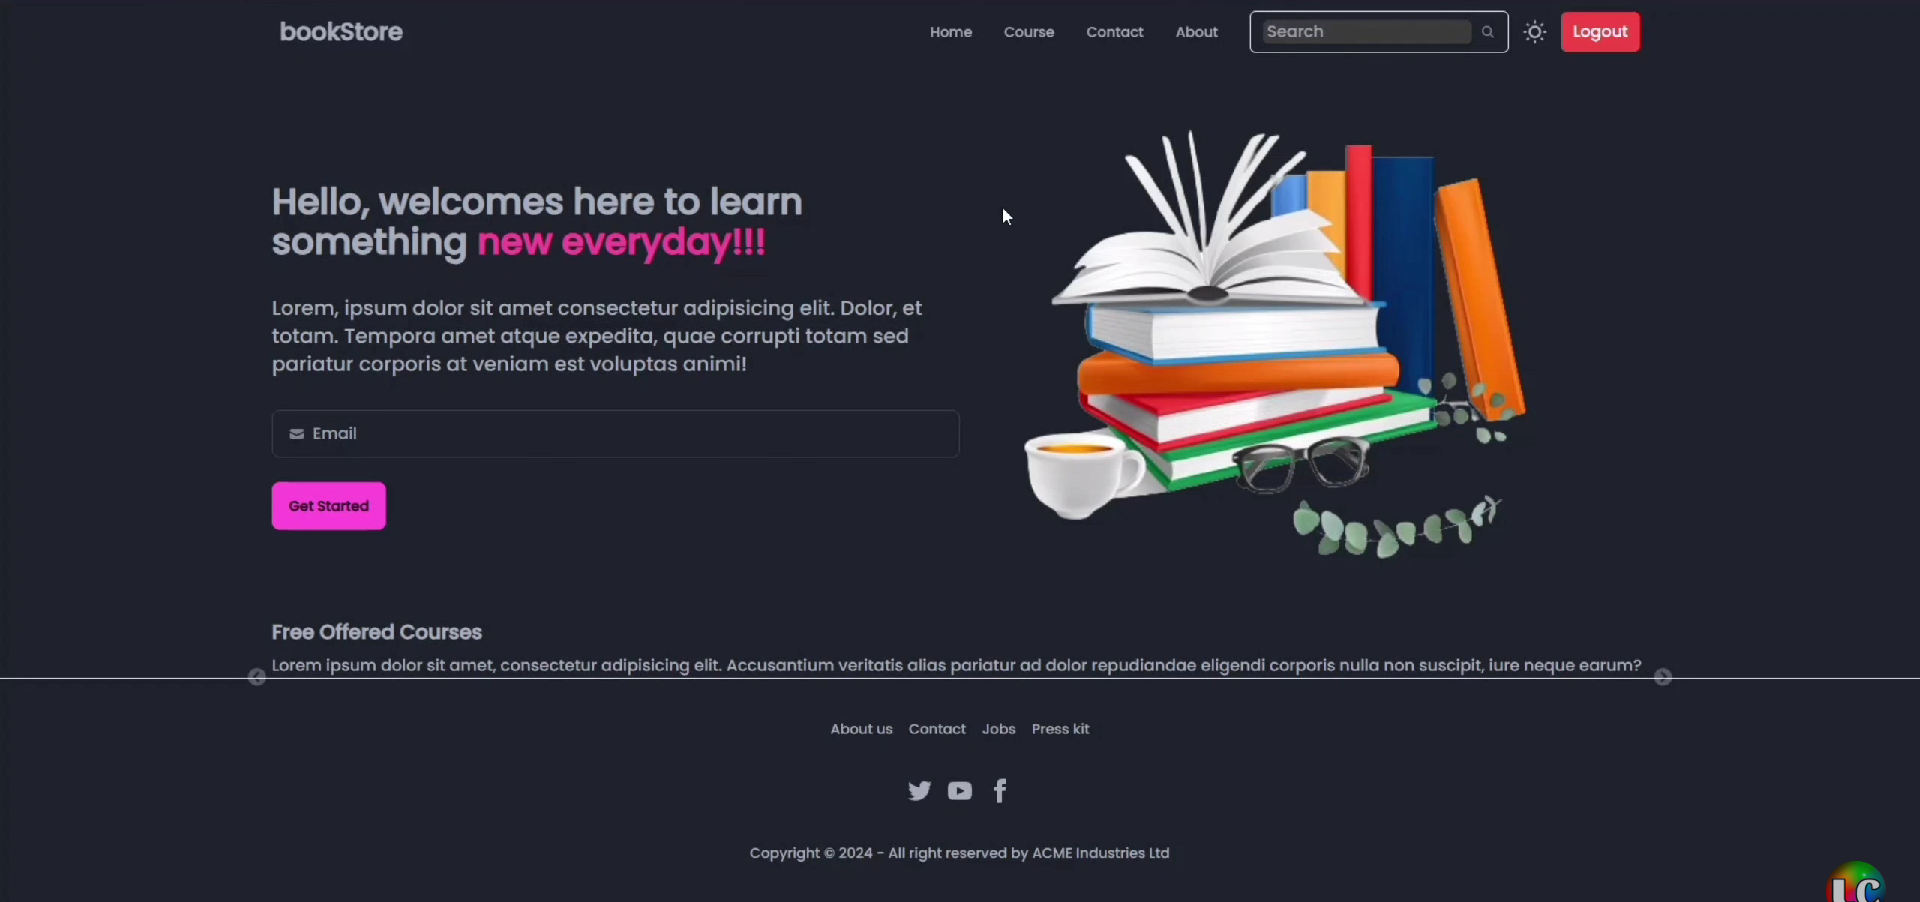 bookStore
Home Course Contact About Search Logout
Hello, welcomes here to learn
something new everyday!!!
Lorem, ipsum dolor sit amet consectetur adipisicing elit. Dolor, et
totam. Tempora amet atque expedita, quae corrupti totam sed
pariatur corporis at veniam est voluptas animi!
Email
Get Started
Free Offered Courses
Lorem ipsum dolor sit amet, consectetur adipisicing elit. Accusantium veritatis alias pariatur ad dolor repudiandae eligendi corporis nulla non suscipit, iure neque earum?
About us Contact Jobs Press kit
Copyright © 2024 - All right reserved by ACME Industries Ltd
LC